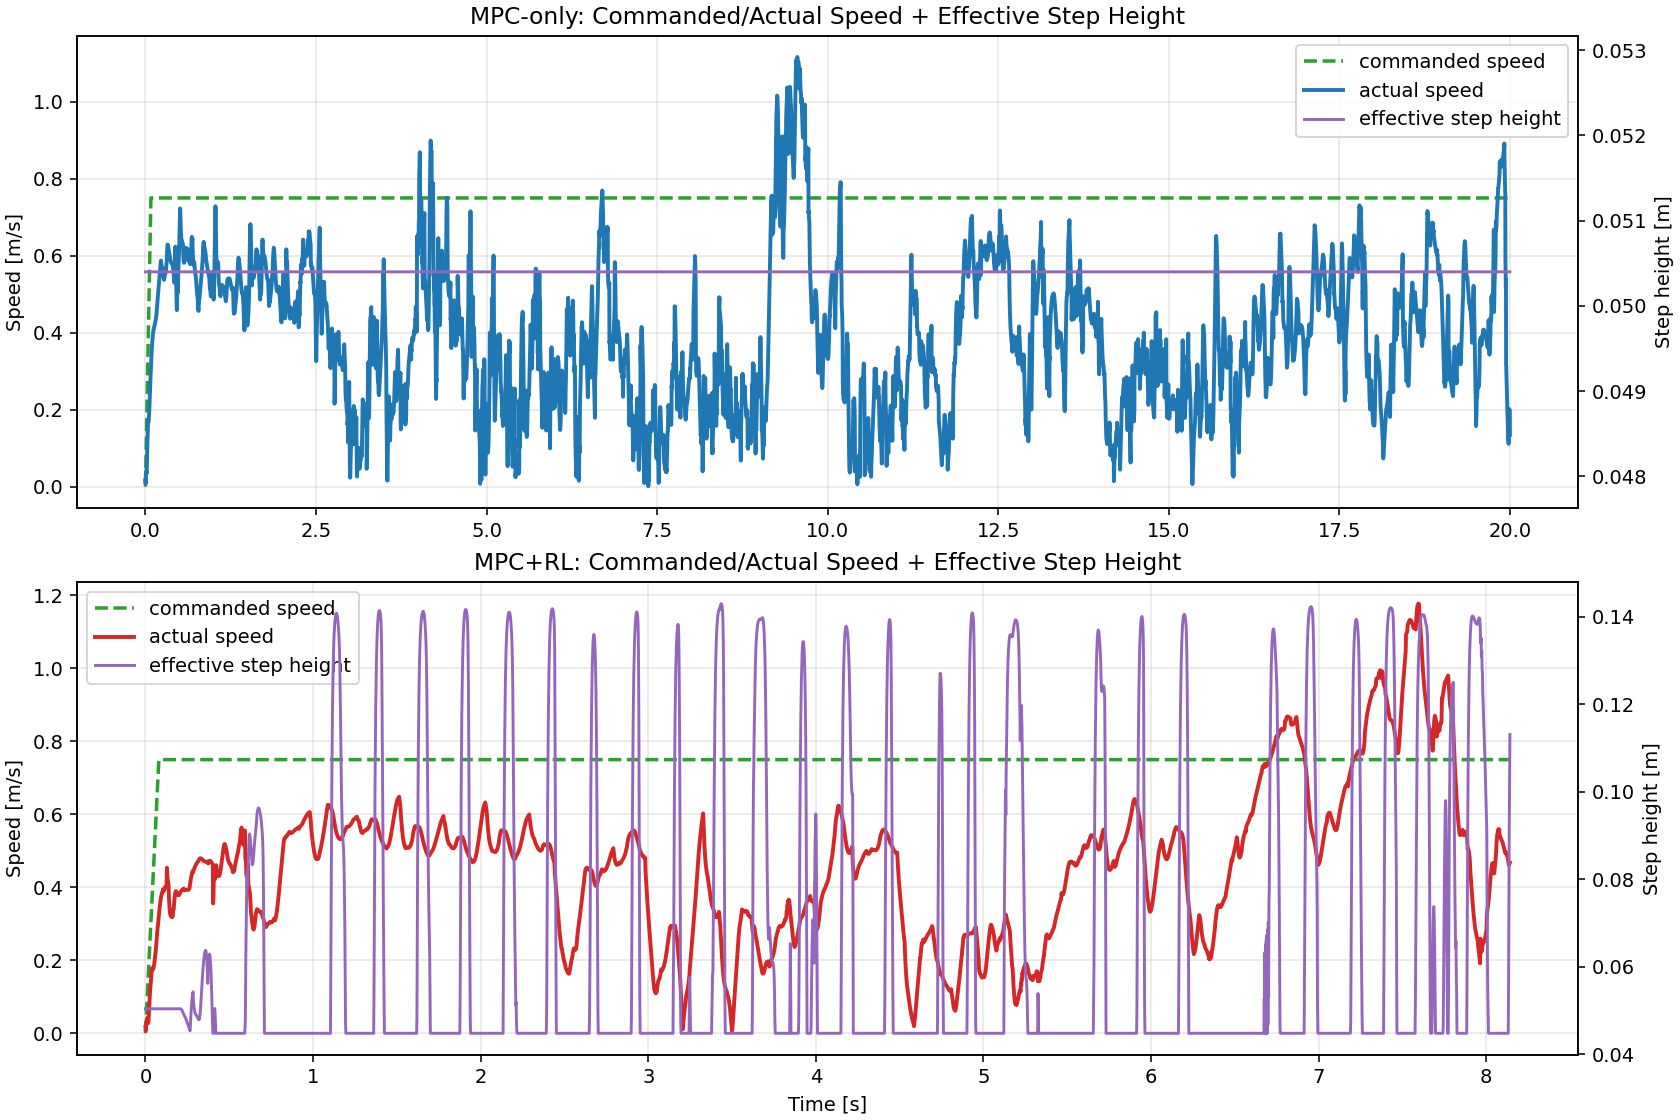 MPC-only: Commanded/Actual Speed + Effective Step Height
commanded speed
actual speed
effective step height
Speed [m/s]
1.0
0.8
0.6
0.4
0.2
0.0
0.053
0.052
0.051
0.050
0.049
0.048
Step height [m]
0.0 2.5 5.0 7.5 10.0 12.5 15.0 17.5 20.0
MPC+RL: Commanded/Actual Speed + Effective Step Height
commanded speed
actual speed
effective step height
Speed [m/s]
1.2
1.0
0.8
0.6
0.4
0.2
0.0
0.14
0.12
0.10
0.08
0.06
0.04
Step height [m]
0 1 2 3 4 5 6 7 8
Time [s]